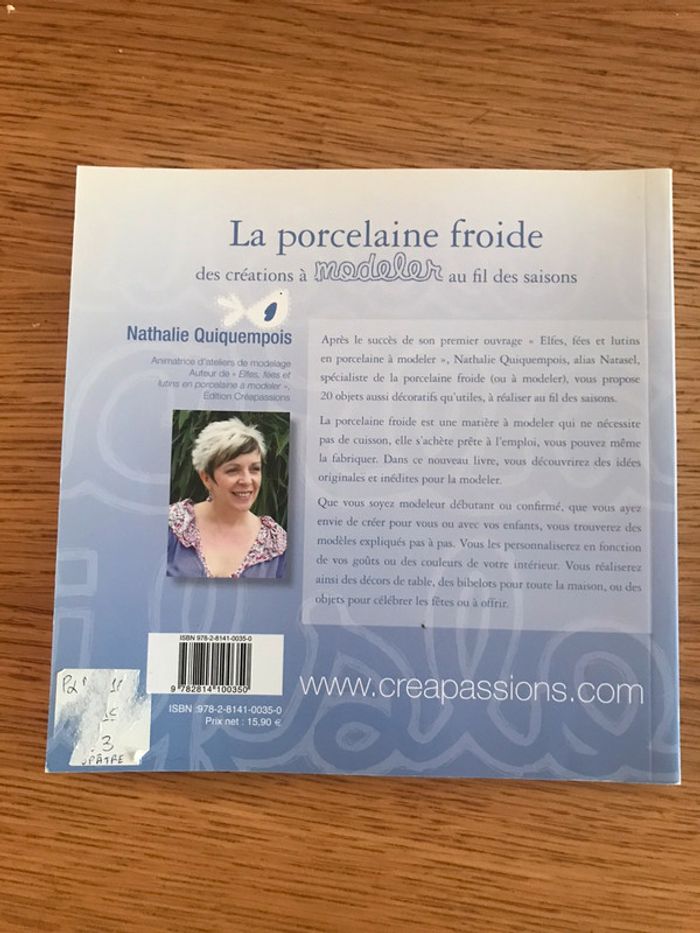 La porcelaine froide
des créations à modeler au fil des saisons
Nathalie Quiquempois
Animatrice d'ateliers de modelage
Auteur de « Elfes, fées et
lutins en porcelaine à modeler »,
Edition Créapassions
Après le succès de son premier ouvrage « Elfes, fées et lutins
en porcelaine à modeler », Nathalie Quiquempois, alias Natasel,
spécialiste de la porcelaine froide (ou à modeler), vous propose
20 objets aussi décoratifs qu'utiles, à réaliser au fil des saisons.
La porcelaine froide est une matière à modeler qui ne nécessite
pas de cuisson, elle s'achète prête à l'emploi, vous pouvez même
la fabriquer. Dans ce nouveau livre, vous découvrirez des idées
originales et inédites pour la modeler.
Que vous soyez modeleur débutant ou confirmé, que vous ayez
envie de créer pour vous ou avec vos enfants, vous trouverez des
modèles expliqués pas à pas. Vous les personnaliserez en fonction
de vos goûts ou des couleurs de votre intérieur. Vous réaliserez
ainsi des décors de table, des bibelots pour toute la maison, ou des
objets pour célébrer les fêtes ou à offrir.
ISBN 978-2-8141-0035-0
9 782814 100350
ISBN :978-2-8141-0035-0
Prix net : 15,90 €
www.creapassions.com
3